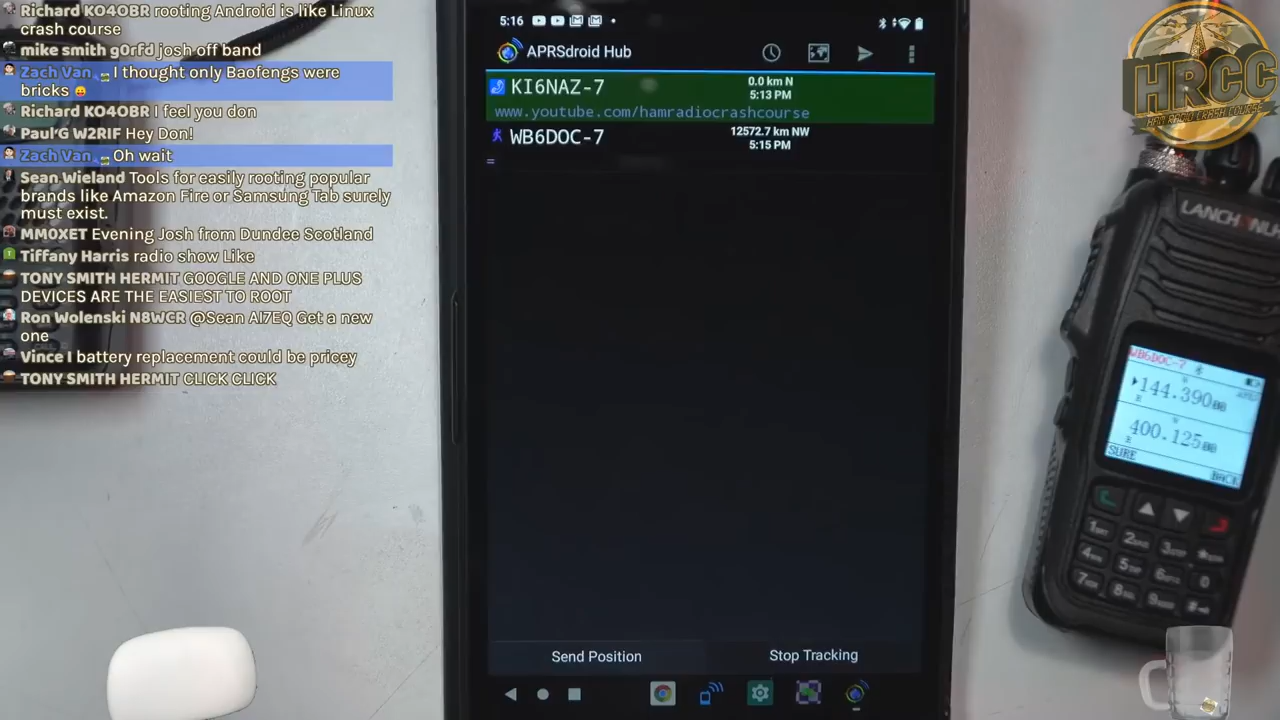 Richard KO4OBR rooting Android is like Linux
crash course
mike smith g0rfd josh off band
Zach Van I thought only Baofengs were
bricks 😛
Richard KO4OBR I feel you don
Paul'G W2RIF Hey Don!
Zach Van Oh wait
Sean Wieland Tools for easily rooting popular
brands like Amazon Fire or Samsung Tab surely
must exist.
MM0XET Evening Josh from Dundee Scotland
Tiffany Harris radio show Like
TONY SMITH HERMIT GOOGLE AND ONE PLUS
DEVICES ARE THE EASIEST TO ROOT
Ron Wolenski N8WCR @Sean AI7EQ Get a new
one
Vince I battery replacement could be pricey
TONY SMITH HERMIT CLICK CLICK
5:16
APRSdroid Hub
KI6NAZ-7 0.0 km N
5:13 PM
www.youtube.com/hamradiocrashcourse
WB6DOC-7 12572.7 km NW
5:15 PM
=
Send Position Stop Tracking
HRCC
HAM RADIO CRASH COURSE
WB6DOC-7
144.390
400.125
SURE BACK